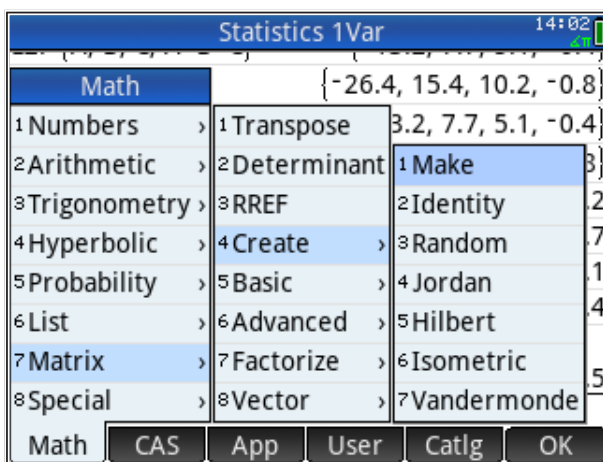 Statistics 1Var
14:02
Math
{-26.4, 15.4, 10.2, -0.8}
1 Numbers ›
1 Transpose
3.2, 7.7, 5.1, -0.4}
2 Arithmetic ›
2 Determinant
1 Make
3 Trigonometry ›
3 RREF
2 Identity
4 Hyperbolic ›
4 Create ›
3 Random
5 Probability ›
5 Basic ›
4 Jordan
6 List ›
6 Advanced ›
5 Hilbert
7 Matrix ›
7 Factorize ›
6 Isometric
8 Special ›
8 Vector ›
7 Vandermonde
Math CAS App User Catlg OK